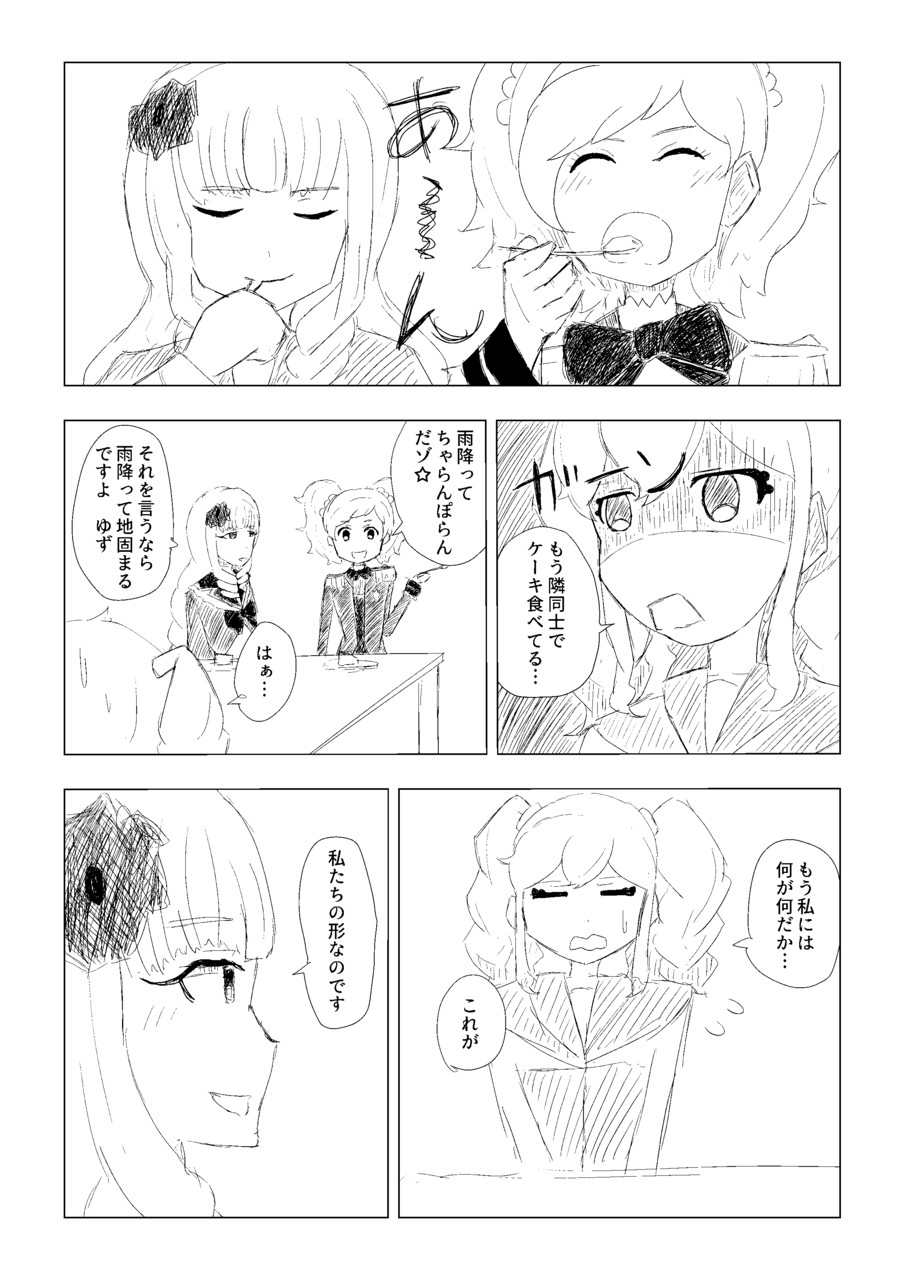 あーーーん
ガーン
もう隣同士で
ケーキ食べてる…
雨降って
ちゃらんぽらん
だゾ☆
それを言うなら
雨降って地固まる
ですよ　ゆず
はぁ…
もう私には
何が何だか…
これが
私たちの形なのです